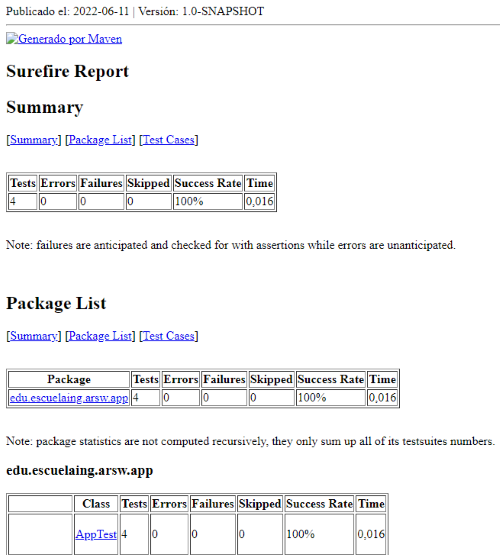 Publicado el: 2022-06-11 | Versión: 1.0-SNAPSHOT
Generado por Maven
Surefire Report
Summary
[Summary] [Package List] [Test Cases]
Tests Errors Failures Skipped Success Rate Time
4 0 0 0 100% 0,016
Note: failures are anticipated and checked for with assertions while errors are unanticipated.
Package List
[Summary] [Package List] [Test Cases]
Package Tests Errors Failures Skipped Success Rate Time
edu.escuelaing.arsw.app 4 0 0 0 100% 0,016
Note: package statistics are not computed recursively, they only sum up all of its testsuites numbers.
edu.escuelaing.arsw.app
Class Tests Errors Failures Skipped Success Rate Time
AppTest 4 0 0 0 100% 0,016